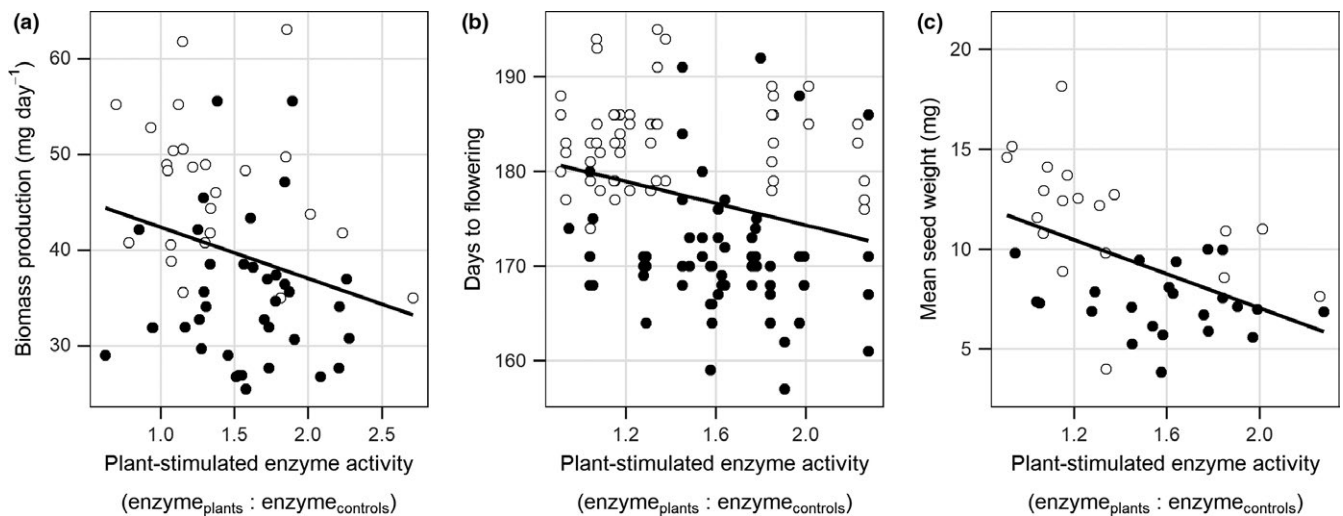 (a)
Biomass production (mg day⁻¹)
60
50
40
30
1.0 1.5 2.0 2.5
Plant-stimulated enzyme activity
(enzymeplants : enzymecontrols)
(b)
Days to flowering
190
180
170
160
1.2 1.6 2.0
Plant-stimulated enzyme activity
(enzymeplants : enzymecontrols)
(c)
Mean seed weight (mg)
20
15
10
5
1.2 1.6 2.0
Plant-stimulated enzyme activity
(enzymeplants : enzymecontrols)